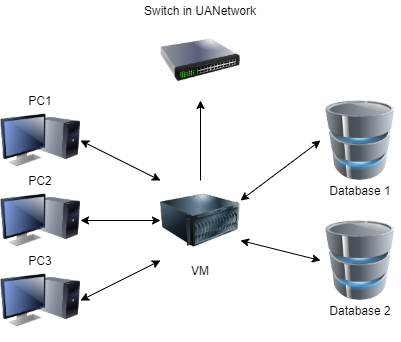 Switch in UANetwork
PC1
PC2
PC3
VM
Database 1
Database 2